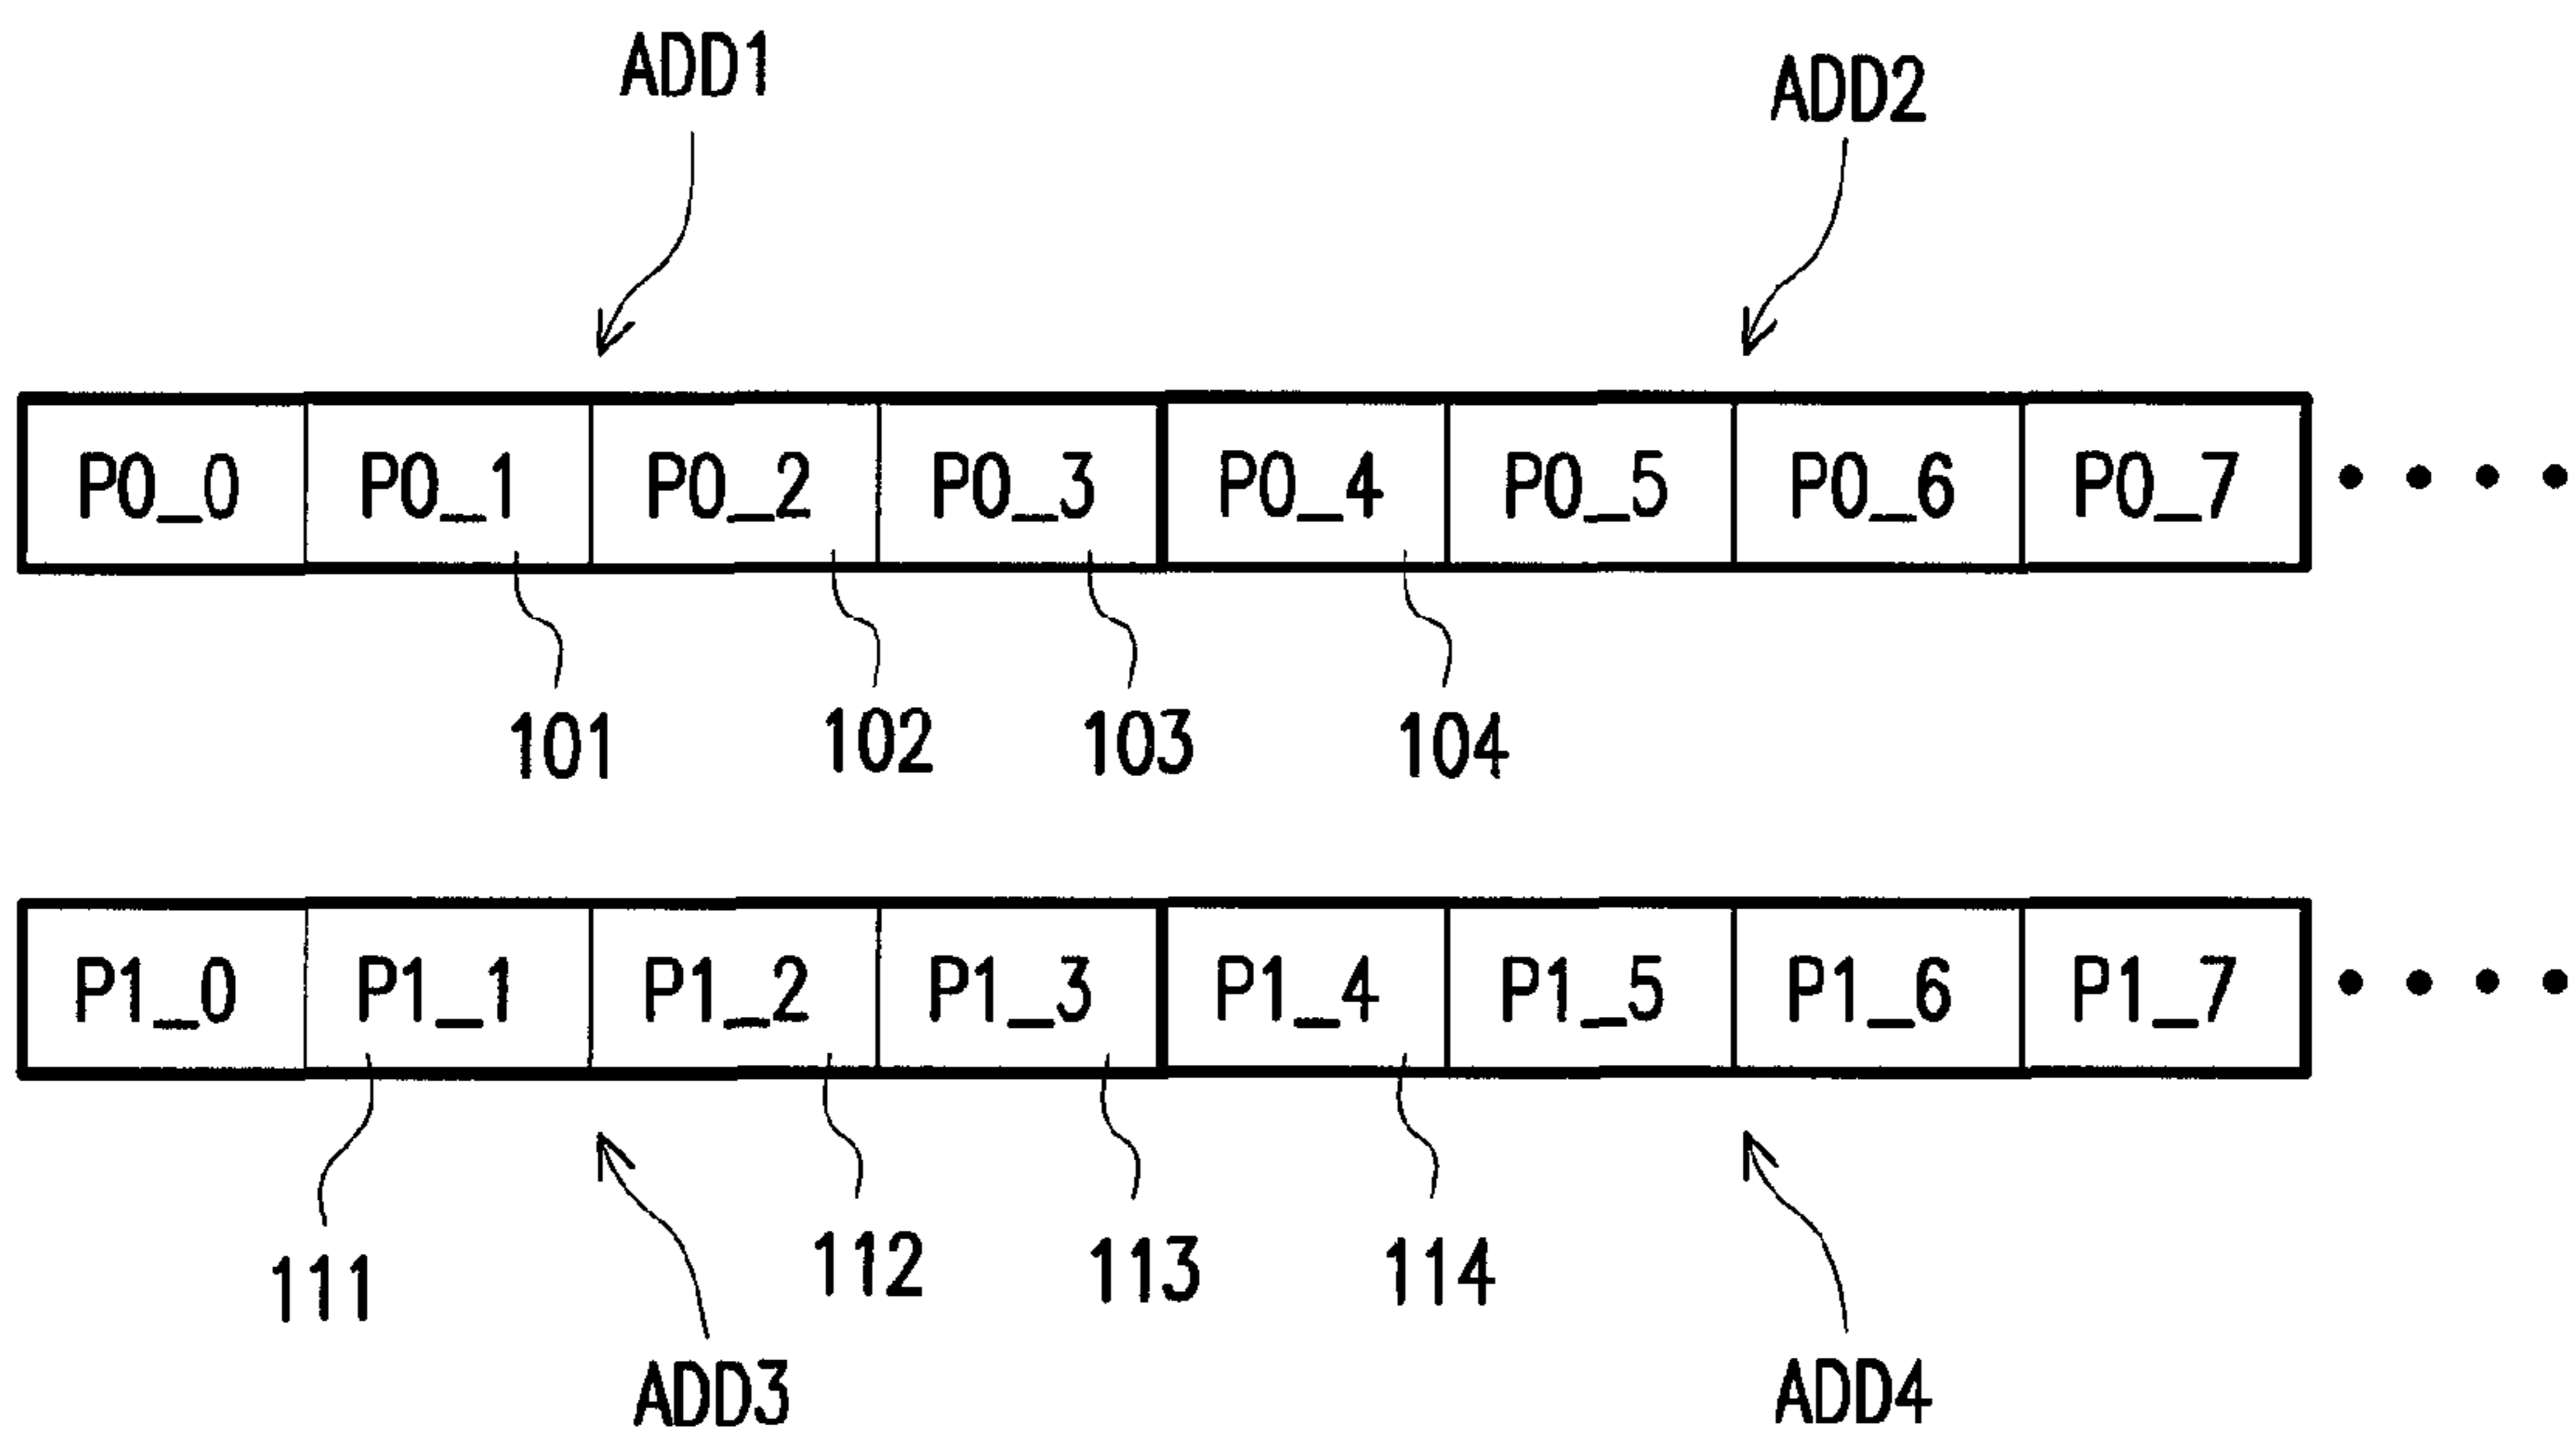 ADD1 ADD2
P0_0 P0_1 P0_2 P0_3 P0_4 P0_5 P0_6 P0_7 • • • •
101 102 103 104
P1_0 P1_1 P1_2 P1_3 P1_4 P1_5 P1_6 P1_7 • • • •
111 112 113 114
ADD3 ADD4